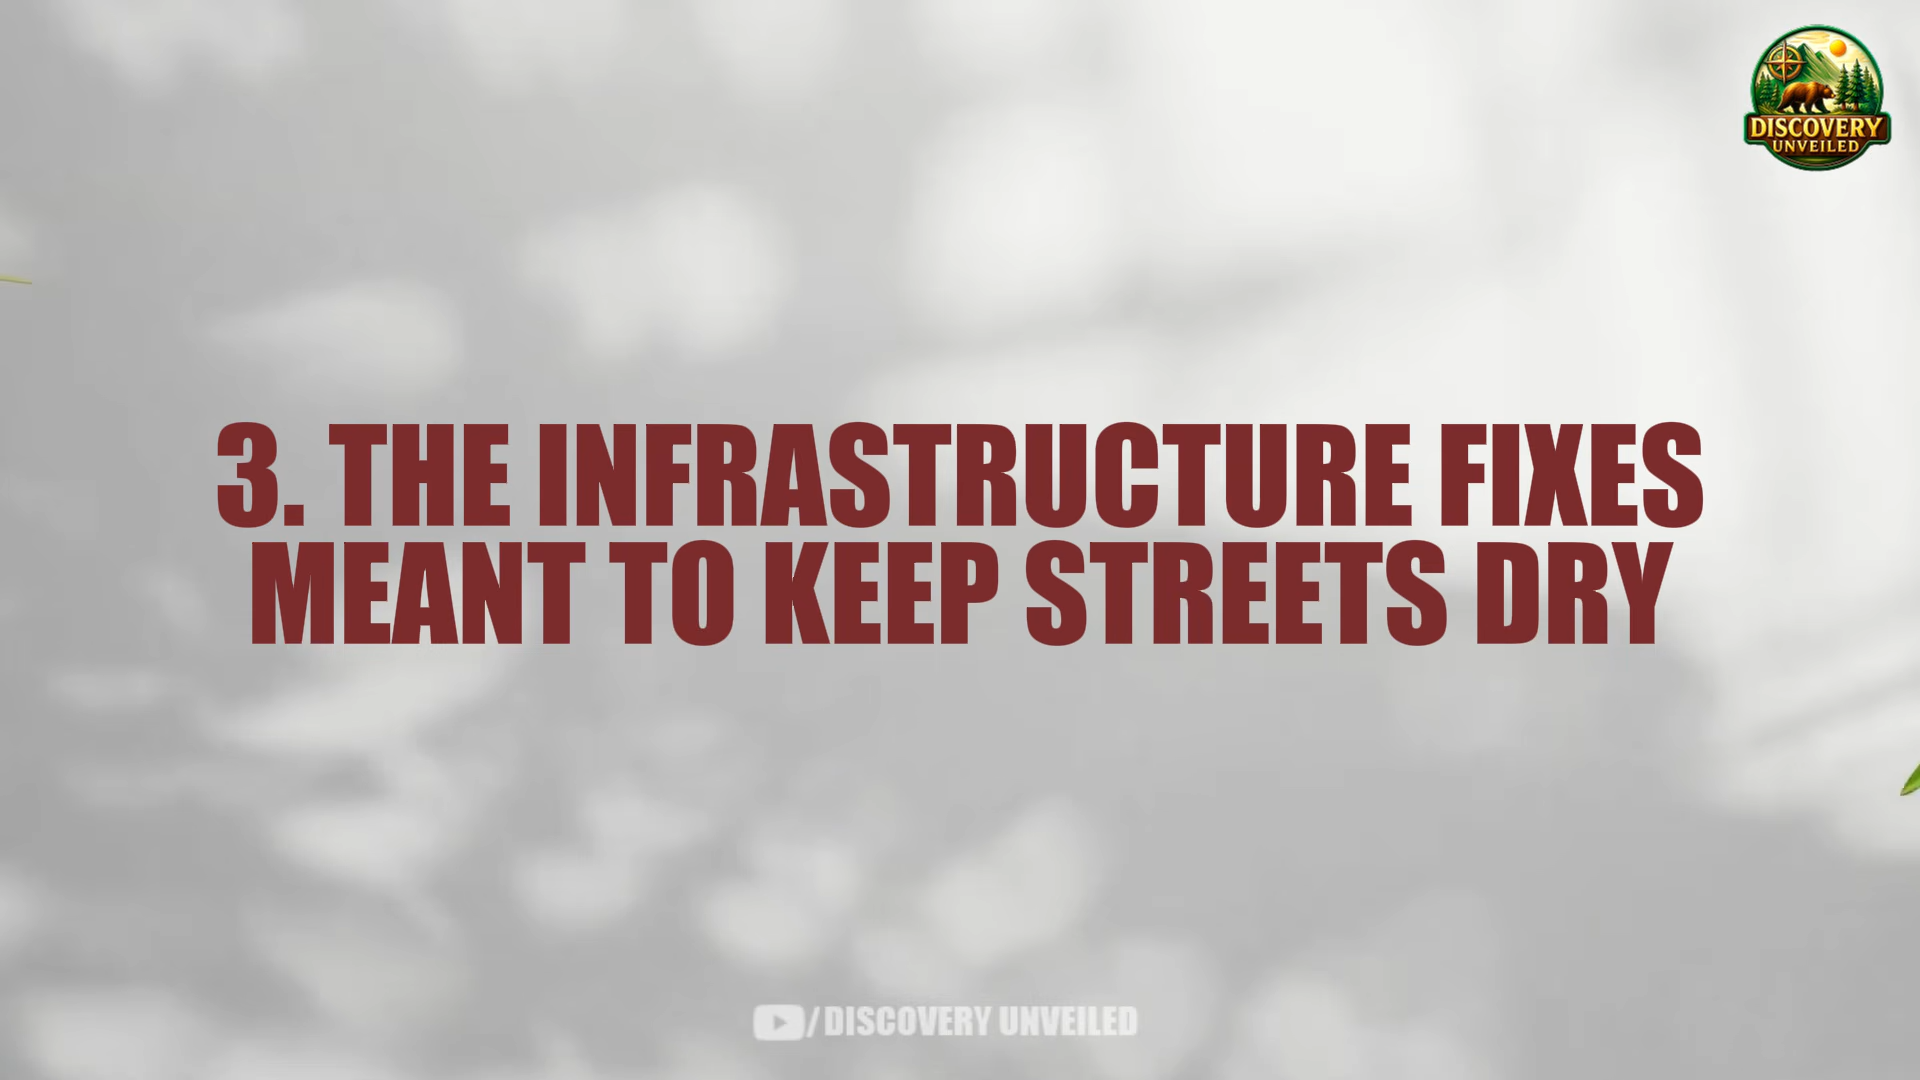 DISCOVERY
UNVEILED
3. THE INFRASTRUCTURE FIXES
MEANT TO KEEP STREETS DRY
/DISCOVERY UNVEILED